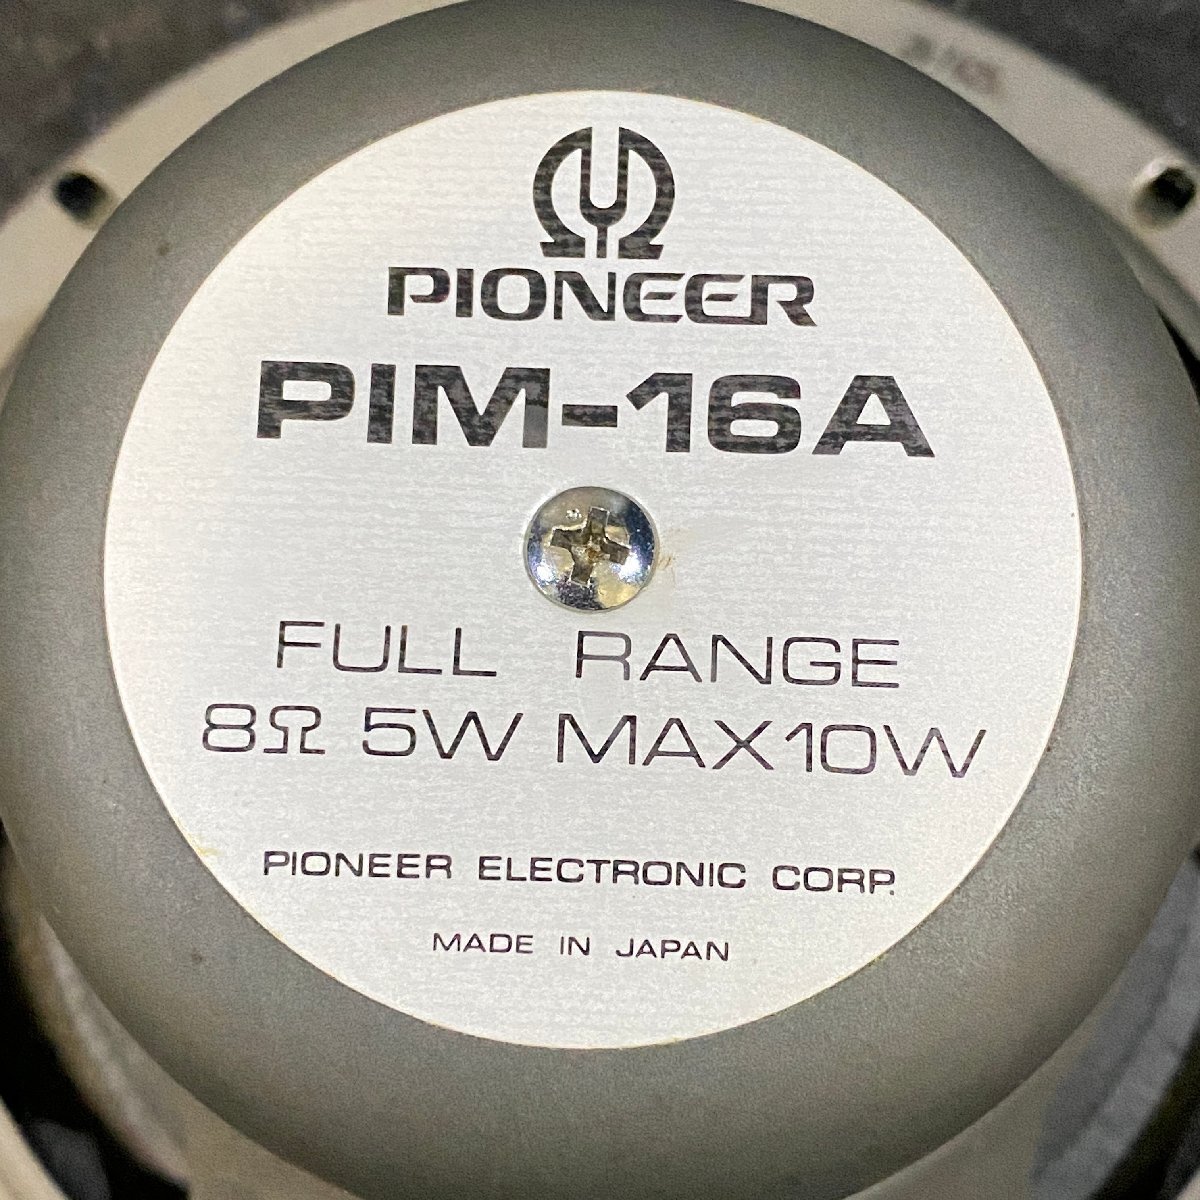 PIONEER
PIM-16A
FULL RANGE
8Ω 5W MAX10W
PIONEER ELECTRONIC CORP.
MADE IN JAPAN